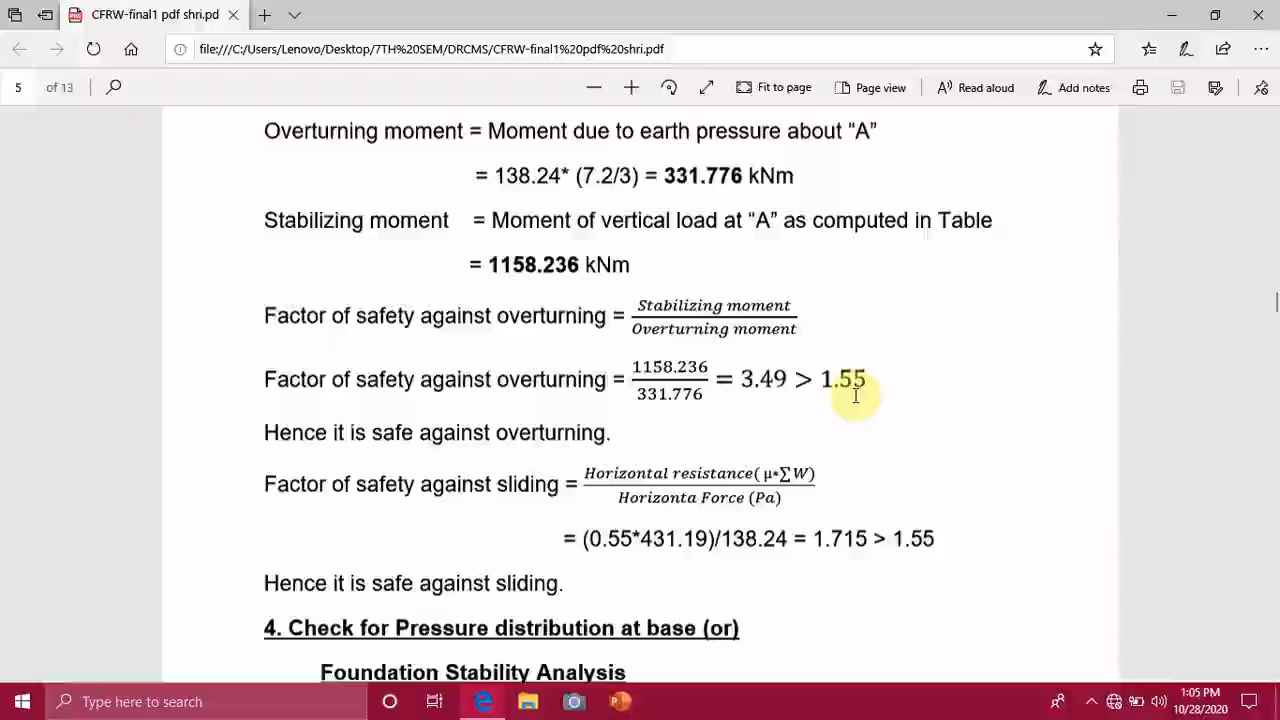 CFRW-final1 pdf shri.pd
file:///C:/Users/Lenovo/Desktop/7TH%20SEM/DRCMS/CFRW-final1%20pdf%20shri.pdf
5 of 13 Fit to page Page view Read aloud Add notes
Overturning moment = Moment due to earth pressure about “A”
= 138.24* (7.2/3) = 331.776 kNm
Stabilizing moment = Moment of vertical load at “A” as computed in Table
= 1158.236 kNm
Factor of safety against overturning = Stabilizing moment / Overturning moment
Factor of safety against overturning = 1158.236 / 331.776 = 3.49 > 1.55
Hence it is safe against overturning.
Factor of safety against sliding = Horizontal resistance( μ*∑W) / Horizonta Force (Pa)
= (0.55*431.19)/138.24 = 1.715 > 1.55
Hence it is safe against sliding.
4. Check for Pressure distribution at base (or)
Foundation Stability Analysis
Type here to search
1:05 PM
10/28/2020